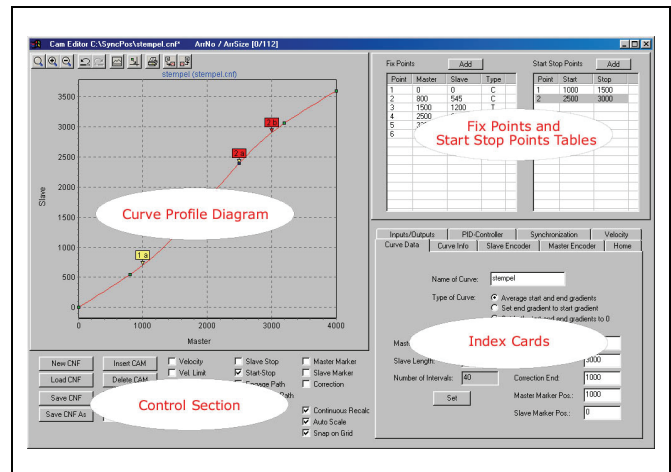 Cam Editor C:\SyncPos\stempel.cnf* ArrNo / ArrSize [0/112]
stempel (stempel.cnf)
3500
3000
2500
2000
1500
1000
500
0
Slave
2 b
2 a
1 a
Curve Profile Diagram
0 1000 2000 3000 4000
Master
Fix Points Add
Point Master Slave Type
1 0 0 C
2 800 545 C
3 1500 1200 T
4 2500
5
6
Start Stop Points Add
Point Start Stop
1 1000 1500
2 2500 3000
Fix Points and
Start Stop Points Tables
Inputs/Outputs PID-Controller Synchronization Velocity
Curve Data Curve Info Slave Encoder Master Encoder Home
Name of Curve: stempel
Type of Curve: Average start and end gradients
Set end gradient to start gradient
start and end gradients to 0
Index Cards
Slave Length:
Number of Intervals: 40 Correction End: 1000
Set Master Marker Pos.: 1000
Slave Marker Pos.: 0
New CNF Insert CAM Velocity Slave Stop Master Marker
Load CNF Delete CAM Vel. Limit Start-Stop Slave Marker
Save CNF Path Correction
Save CNF As Continuous Recalc
Auto Scale
Snap on Grid
Control Section